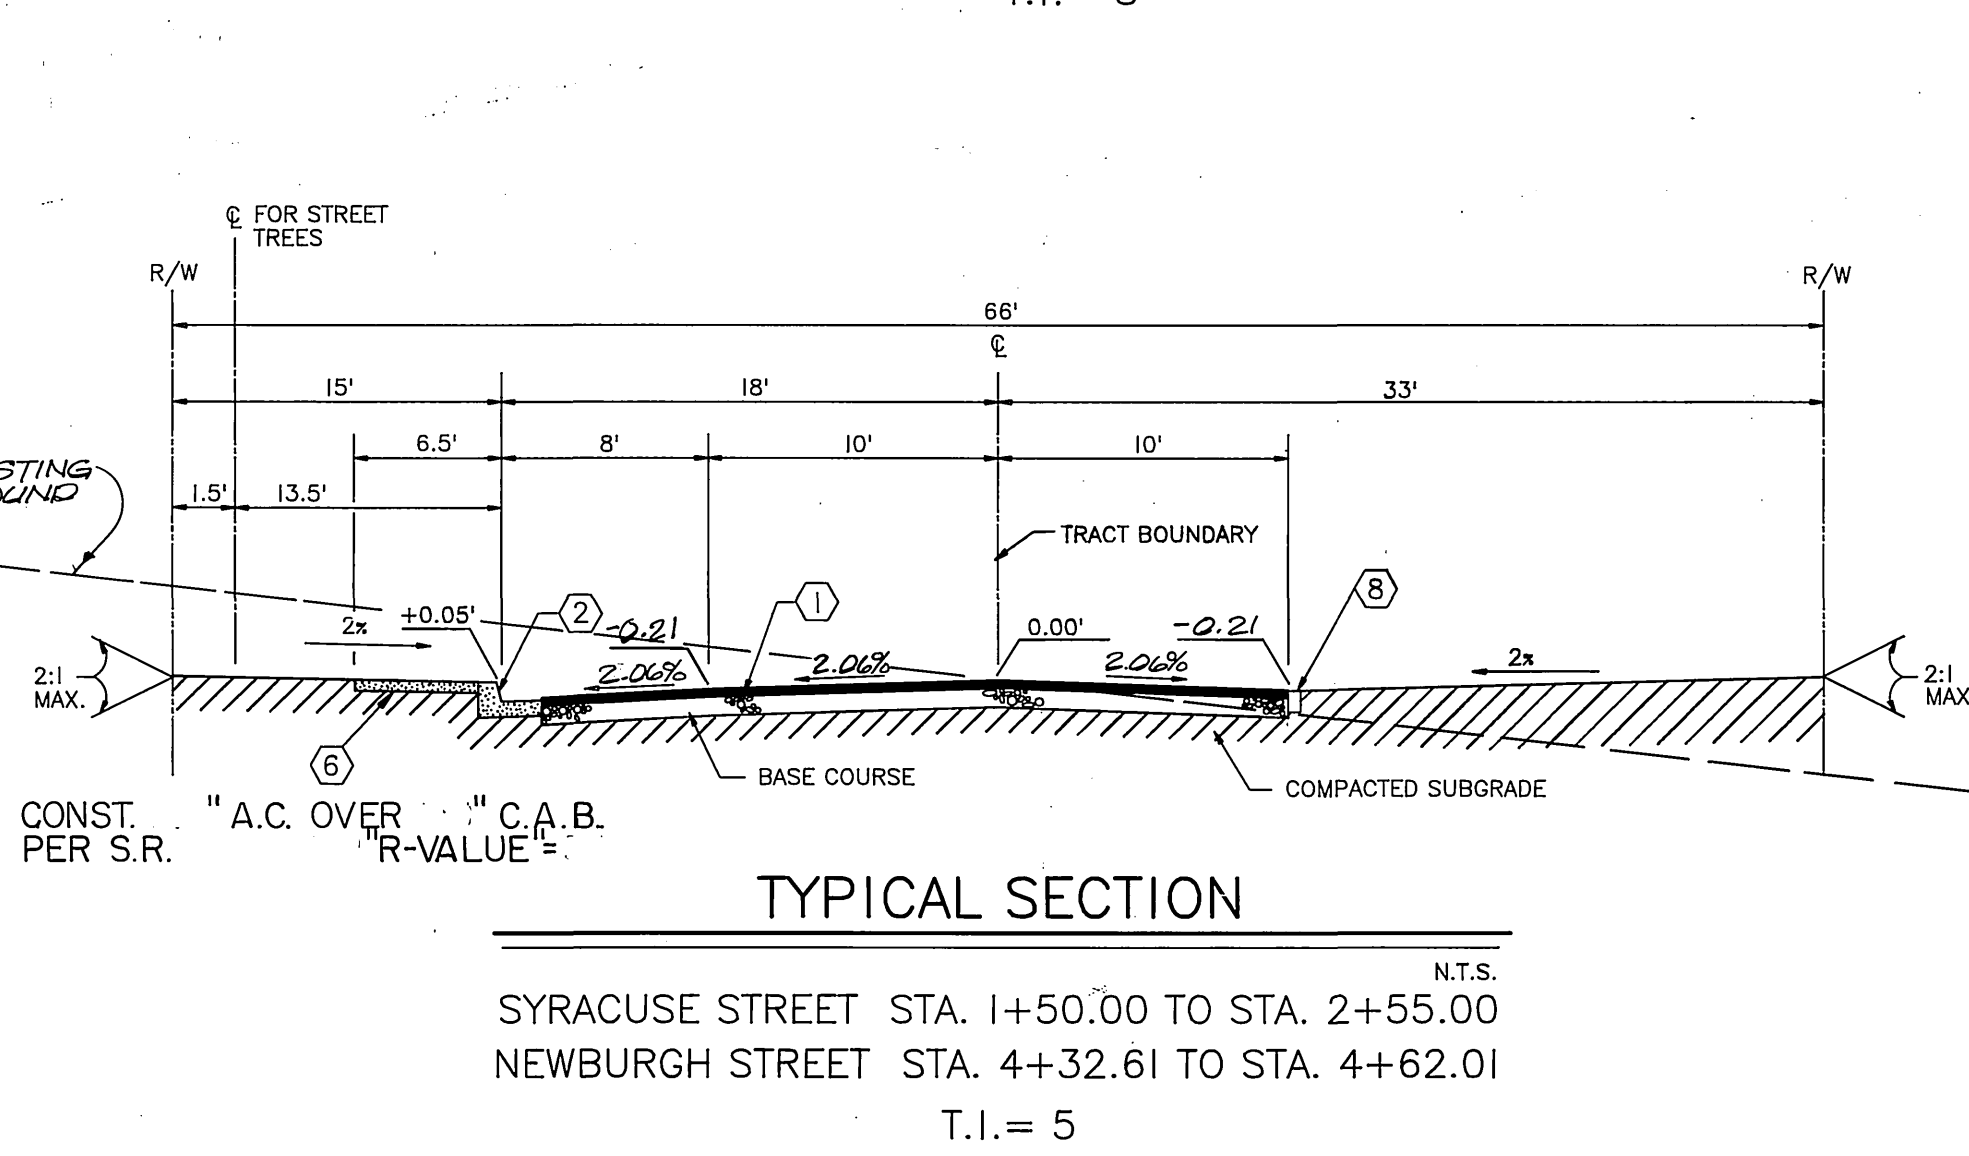 ℄ FOR STREET
TREES
R/W
R/W
66'
℄
15'
18'
33'
6.5'
8'
10'
10'
1.5'
13.5'
TRACT BOUNDARY
8
2
1
+0.05'
-0.21
0.00'
-0.21
2%
2.06%
2.06%
2.06%
2%
2:1
MAX.
2:1
MAX
6
BASE COURSE
COMPACTED SUBGRADE
CONST. " A.C. OVER " C.A.B.
PER S.R. "R-VALUE"=
TYPICAL SECTION
N.T.S.
SYRACUSE STREET STA. 1+50.00 TO STA. 2+55.00
NEWBURGH STREET STA. 4+32.61 TO STA. 4+62.01
T.I.= 5